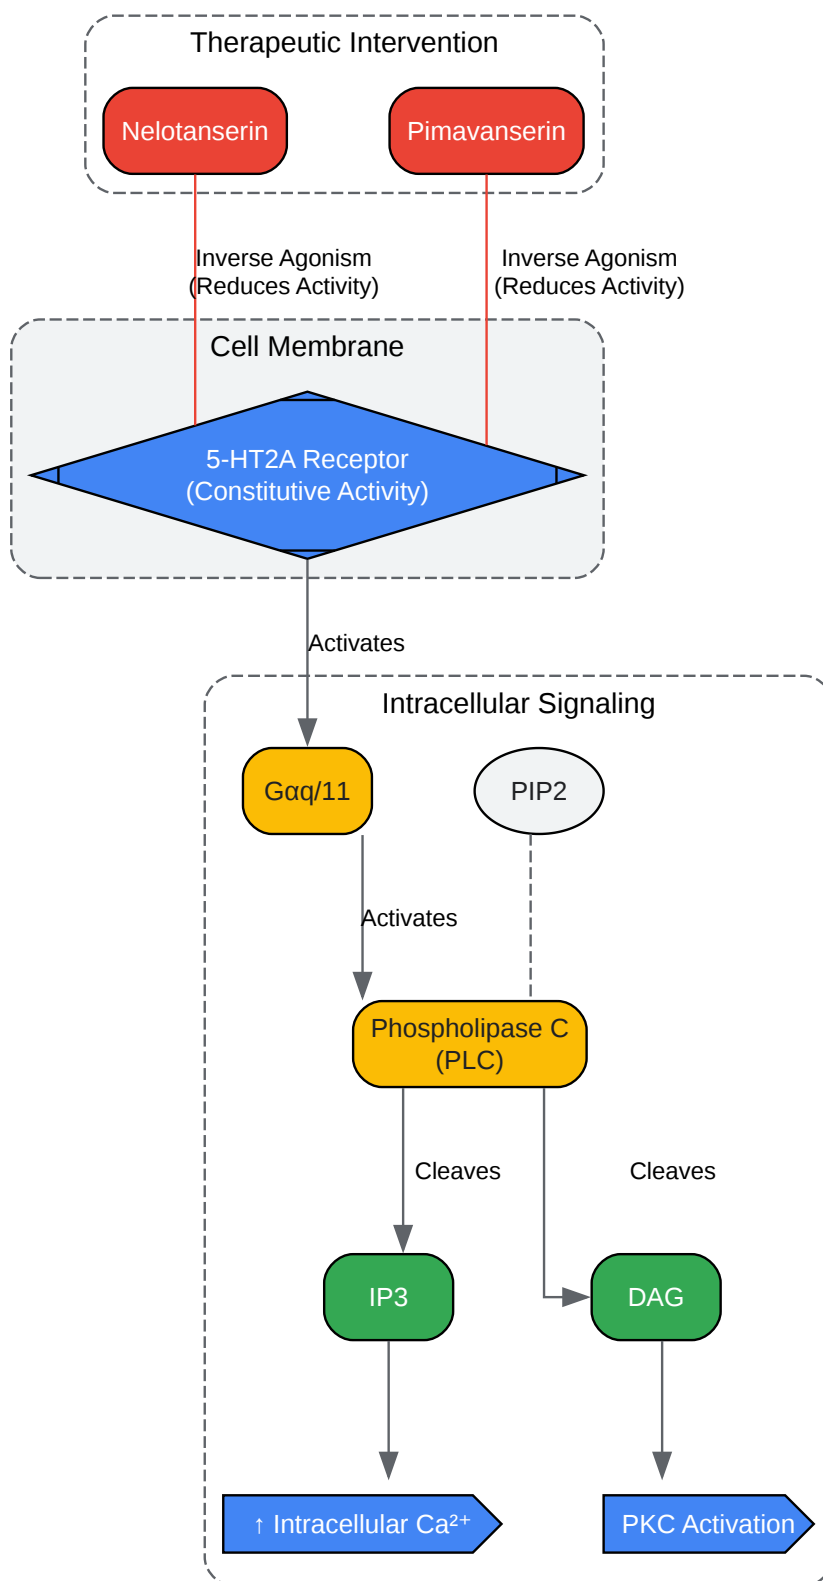 Therapeutic Intervention
Nelotanserin
Pimavanserin
Inverse Agonism
(Reduces Activity)
Inverse Agonism
(Reduces Activity)
Cell Membrane
5-HT2A Receptor
(Constitutive Activity)
Activates
Intracellular Signaling
Gαq/11
PIP2
Activates
Phospholipase C
(PLC)
Cleaves
Cleaves
IP3
DAG
↑ Intracellular Ca²⁺
PKC Activation